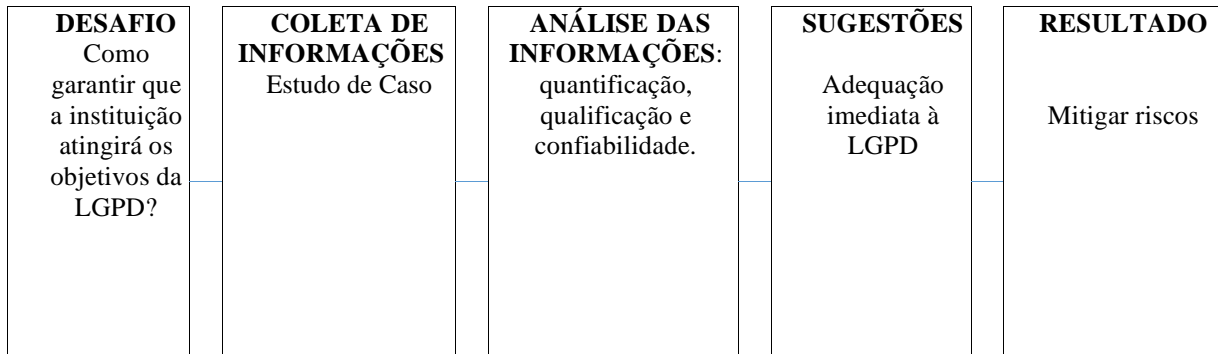 DESAFIO
Como
garantir que
a instituição
atingirá os
objetivos da
LGPD?
COLETA DE
INFORMAÇÕES
Estudo de Caso
ANÁLISE DAS
INFORMAÇÕES:
quantificação,
qualificação e
confiabilidade.
SUGESTÕES
Adequação
imediata à
LGPD
RESULTADO
Mitigar riscos